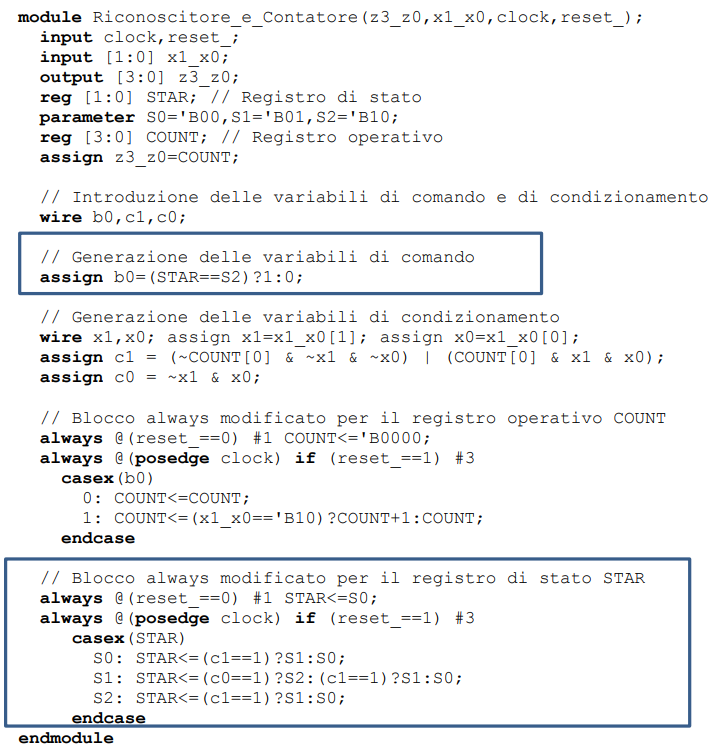 module Riconoscitore_e_Contatore(z3_z0,x1_x0,clock,reset_);
input clock,reset_;
input [1:0] x1_x0;
output [3:0] z3_z0;
reg [1:0] STAR; // Registro di stato
parameter S0='B00,S1='B01,S2='B10;
reg [3:0] COUNT; // Registro operativo
assign z3_z0=COUNT;
// Introduzione delle variabili di comando e di condizionamento
wire b0,c1,c0;
// Generazione delle variabili di comando
assign b0=(STAR==S2)?1:0;
// Generazione delle variabili di condizionamento
wire x1,x0; assign x1=x1_x0[1]; assign x0=x1_x0[0];
assign c1 = (~COUNT[0] & ~x1 & ~x0) | (COUNT[0] & x1 & x0);
assign c0 = ~x1 & x0;
// Blocco always modificato per il registro operativo COUNT
always @(reset_==0) #1 COUNT<='B0000;
always @(posedge clock) if (reset_==1) #3
casex(b0)
0: COUNT<=COUNT;
1: COUNT<=(x1_x0=='B10)?COUNT+1:COUNT;
endcase
// Blocco always modificato per il registro di stato STAR
always @(reset_==0) #1 STAR<=S0;
always @(posedge clock) if (reset_==1) #3
casex(STAR)
S0: STAR<=(c1==1)?S1:S0;
S1: STAR<=(c0==1)?S2:(c1==1)?S1:S0;
S2: STAR<=(c1==1)?S1:S0;
endcase
endmodule